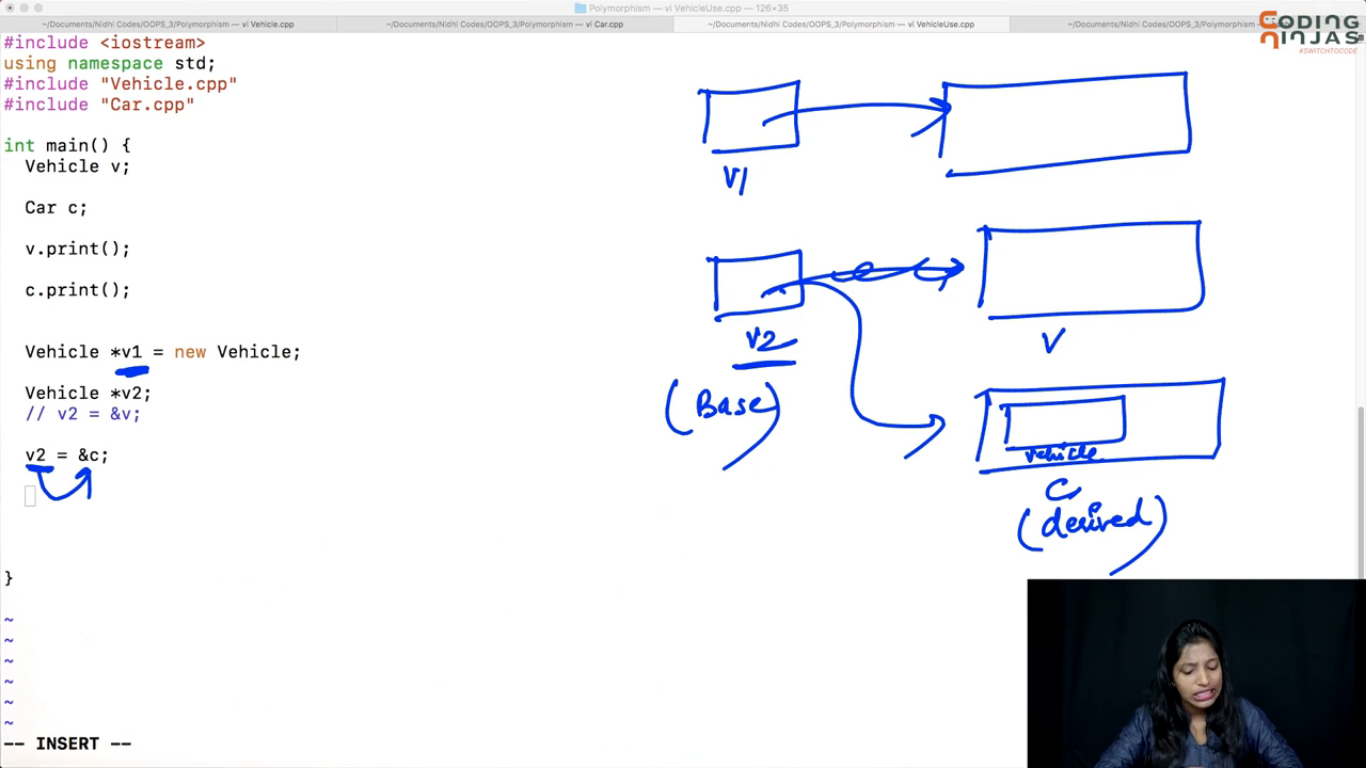 Polymorphism — vi VehicleUse.cpp — 126×35
~/Documents/Nidhi Codes/OOPS_3/Polymorphism — vi Vehicle.cpp
~/Documents/Nidhi Codes/OOPS_3/Polymorphism — vi Car.cpp
~/Documents/Nidhi Codes/OOPS_3/Polymorphism — vi VehicleUse.cpp
~/Documents/Nidhi Codes/OOPS_3/Polymorphism
CODING
NINJAS
#SWITCHTOCODE
#include <iostream>
using namespace std;
#include "Vehicle.cpp"
#include "Car.cpp"
int main() {
Vehicle v;
Car c;
v.print();
c.print();
Vehicle *v1 = new Vehicle;
Vehicle *v2;
// v2 = &v;
v2 = &c;
}
~
~
~
~
~
~
-- INSERT --
V1
V2
(Base)
V
vehicle
C
(derived)